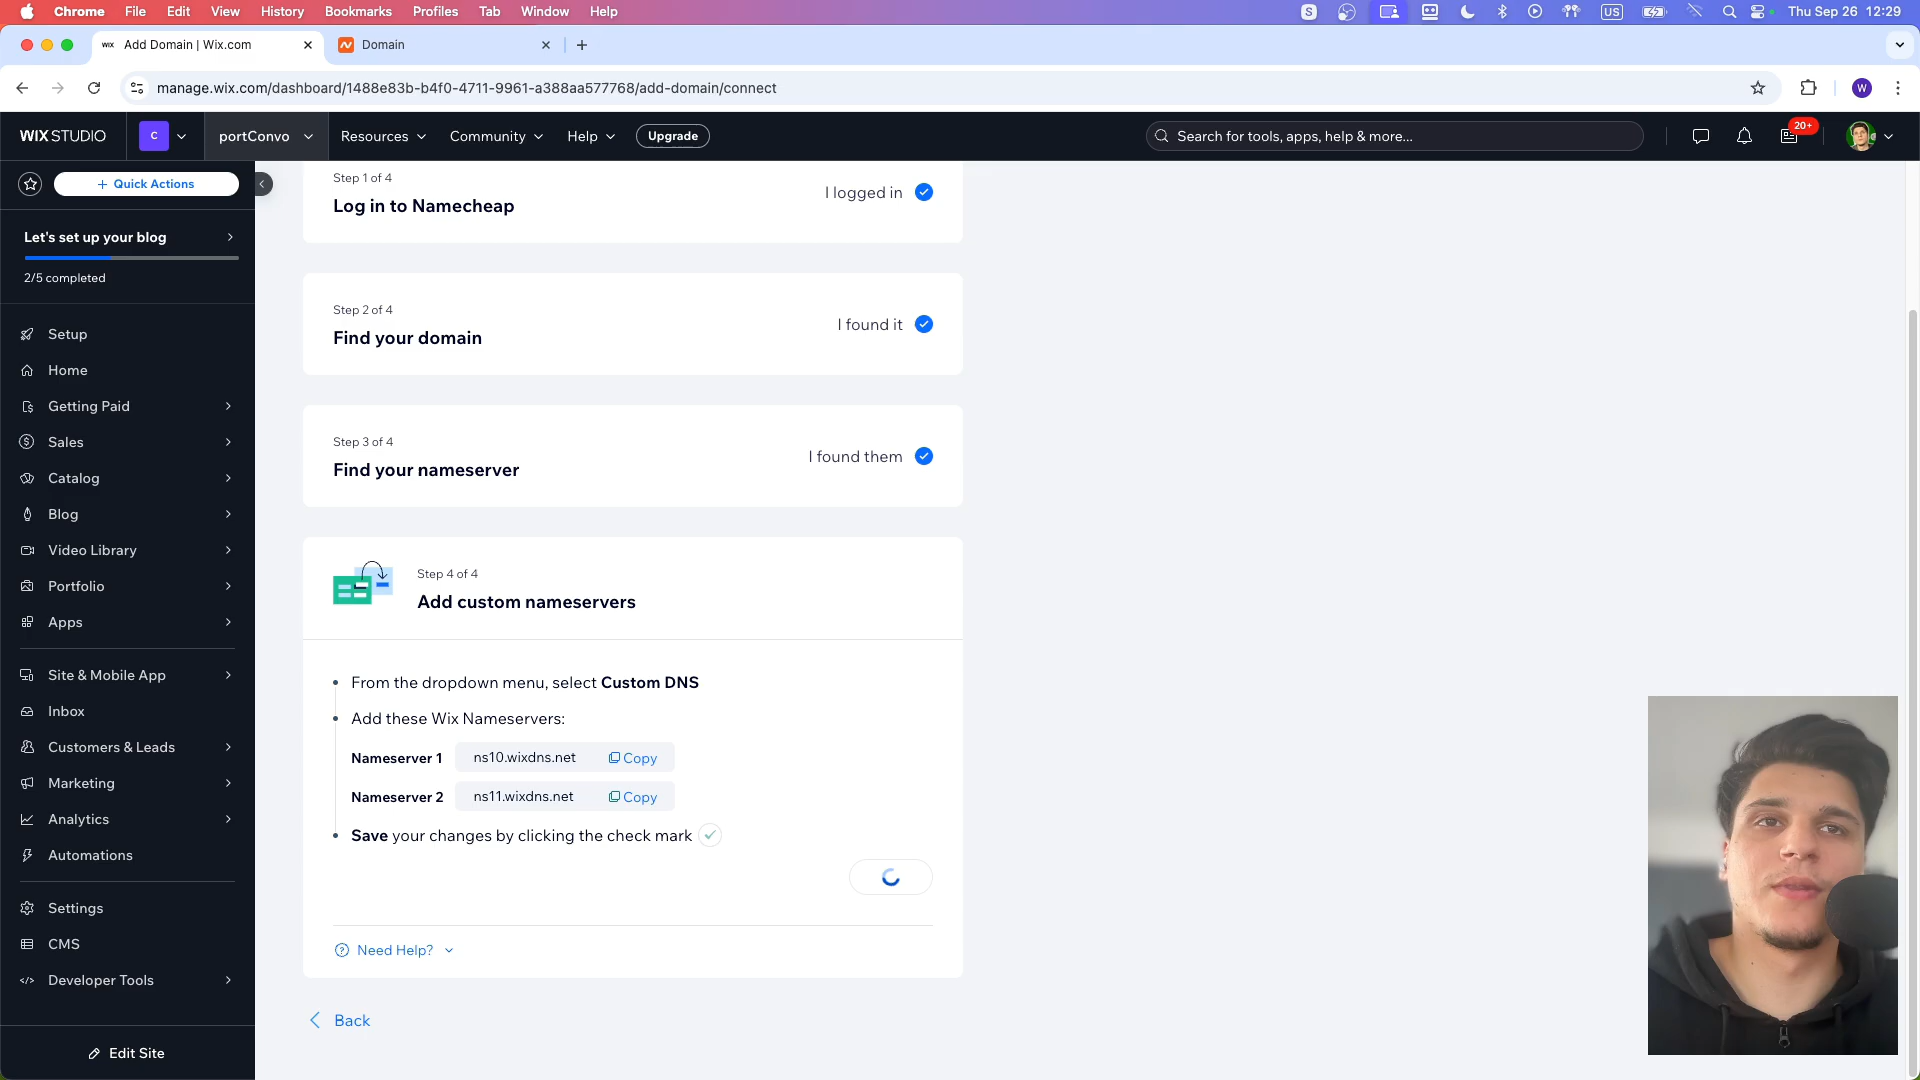 Chrome File Edit View History Bookmarks Profiles Tab Window Help
S US Thu Sep 26 12:29
WIX Add Domain | Wix.com
Domain
manage.wix.com/dashboard/1488e83b-b4f0-4711-9961-a388aa577768/add-domain/connect
W
WIX STUDIO
C
portConvo
Resources
Community
Help
Upgrade
Search for tools, apps, help & more...
20+
Quick Actions
Let's set up your blog
2/5 completed
Setup
Home
Getting Paid
Sales
Catalog
Blog
Video Library
Portfolio
Apps
Site & Mobile App
Inbox
Customers & Leads
Marketing
Analytics
Automations
Settings
CMS
Developer Tools
Edit Site
Step 1 of 4
Log in to Namecheap
I logged in
Step 2 of 4
Find your domain
I found it
Step 3 of 4
Find your nameserver
I found them
Step 4 of 4
Add custom nameservers
From the dropdown menu, select Custom DNS
Add these Wix Nameservers:
Nameserver 1 ns10.wixdns.net Copy
Nameserver 2 ns11.wixdns.net Copy
Save your changes by clicking the check mark
Need Help?
Back